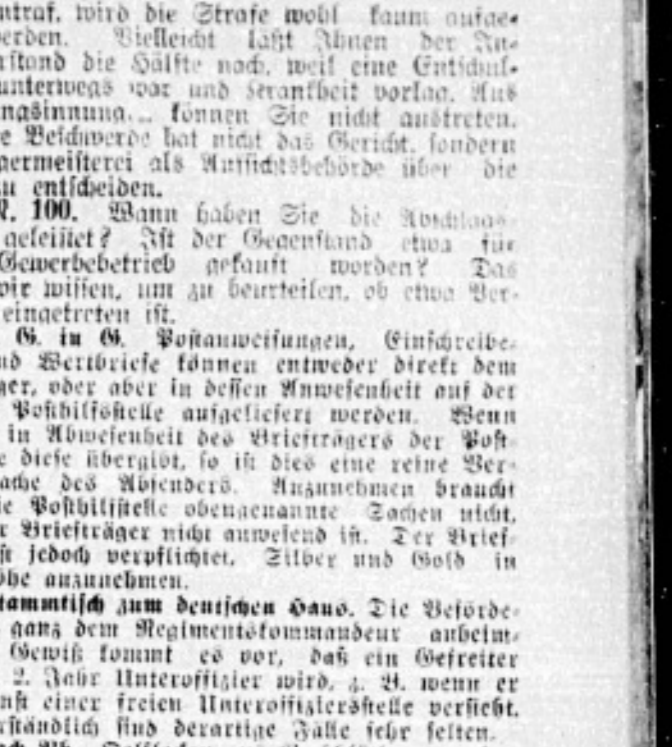 ntrag, wird die Strafe wohl kaum aufge-
erden. Vielleicht läßt Ihnen der An-
rstand die Hälfte nach, weil eine Entschul-
unterwegs war und Krankheit vorlag. Aus
ngsinnung... können Sie nicht austreten.
e Beschwerde hat nicht das Gericht, sondern
germeisterei als Aufsichtsbehörde über die
zu entscheiden.
R. 100. Wann haben Sie die Abschlags-
geleistet? Ist der Gegenstand etwa für
Gewerbebetrieb gekauft worden? Das
wir wissen, um zu beurteilen, ob etwa Ver-
eingetreten ist.
G. in G. Postanweisungen, Einschreibe-
nd Wertbriefe können entweder direkt dem
ger, oder aber in dessen Anwesenheit auf der
Posthilfsstelle aufgeliefert werden. Wenn
in Abwesenheit des Briefträgers der Post-
e diese übergibt, so ist dies eine reine Ver-
ache des Absenders. Anzunehmen braucht
ie Posthilfstelle obengenannte Sachen nicht,
r Briefträger nicht anwesend ist. Der Brief-
st jedoch verpflichtet, Silber und Gold in
öhe anzunehmen.
tammtisch zum deutschen Haus. Die Beförde-
ganz dem Regimentskommandeur anheim-
Gewiß kommt es vor, daß ein Gefreiter
2. Jahr Unteroffizier wird, z. B. wenn er
nst einer freien Unteroffiziersstelle versieht.
rständlich sind derartige Fälle sehr selten.